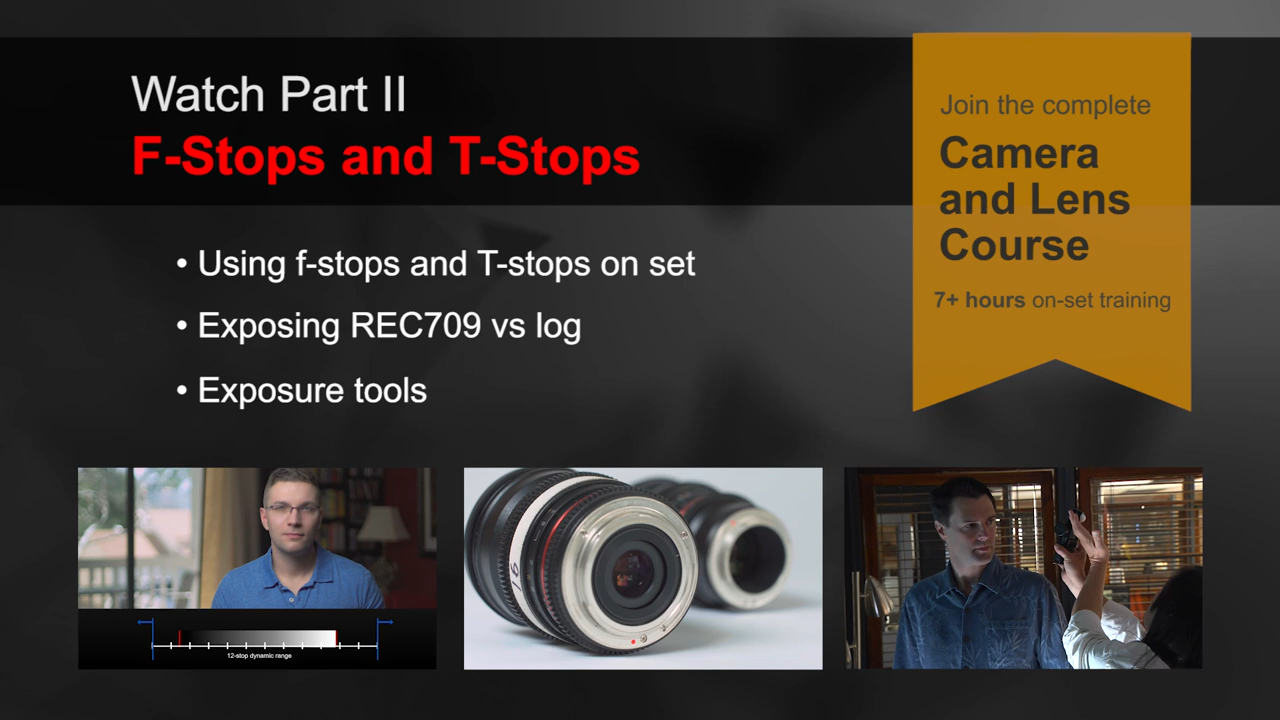 Watch Part II
F-Stops and T-Stops
• Using f-stops and T-stops on set
• Exposing REC709 vs log
• Exposure tools
Join the complete
Camera
and Lens
Course
7+ hours on-set training
12-stop dynamic range
16